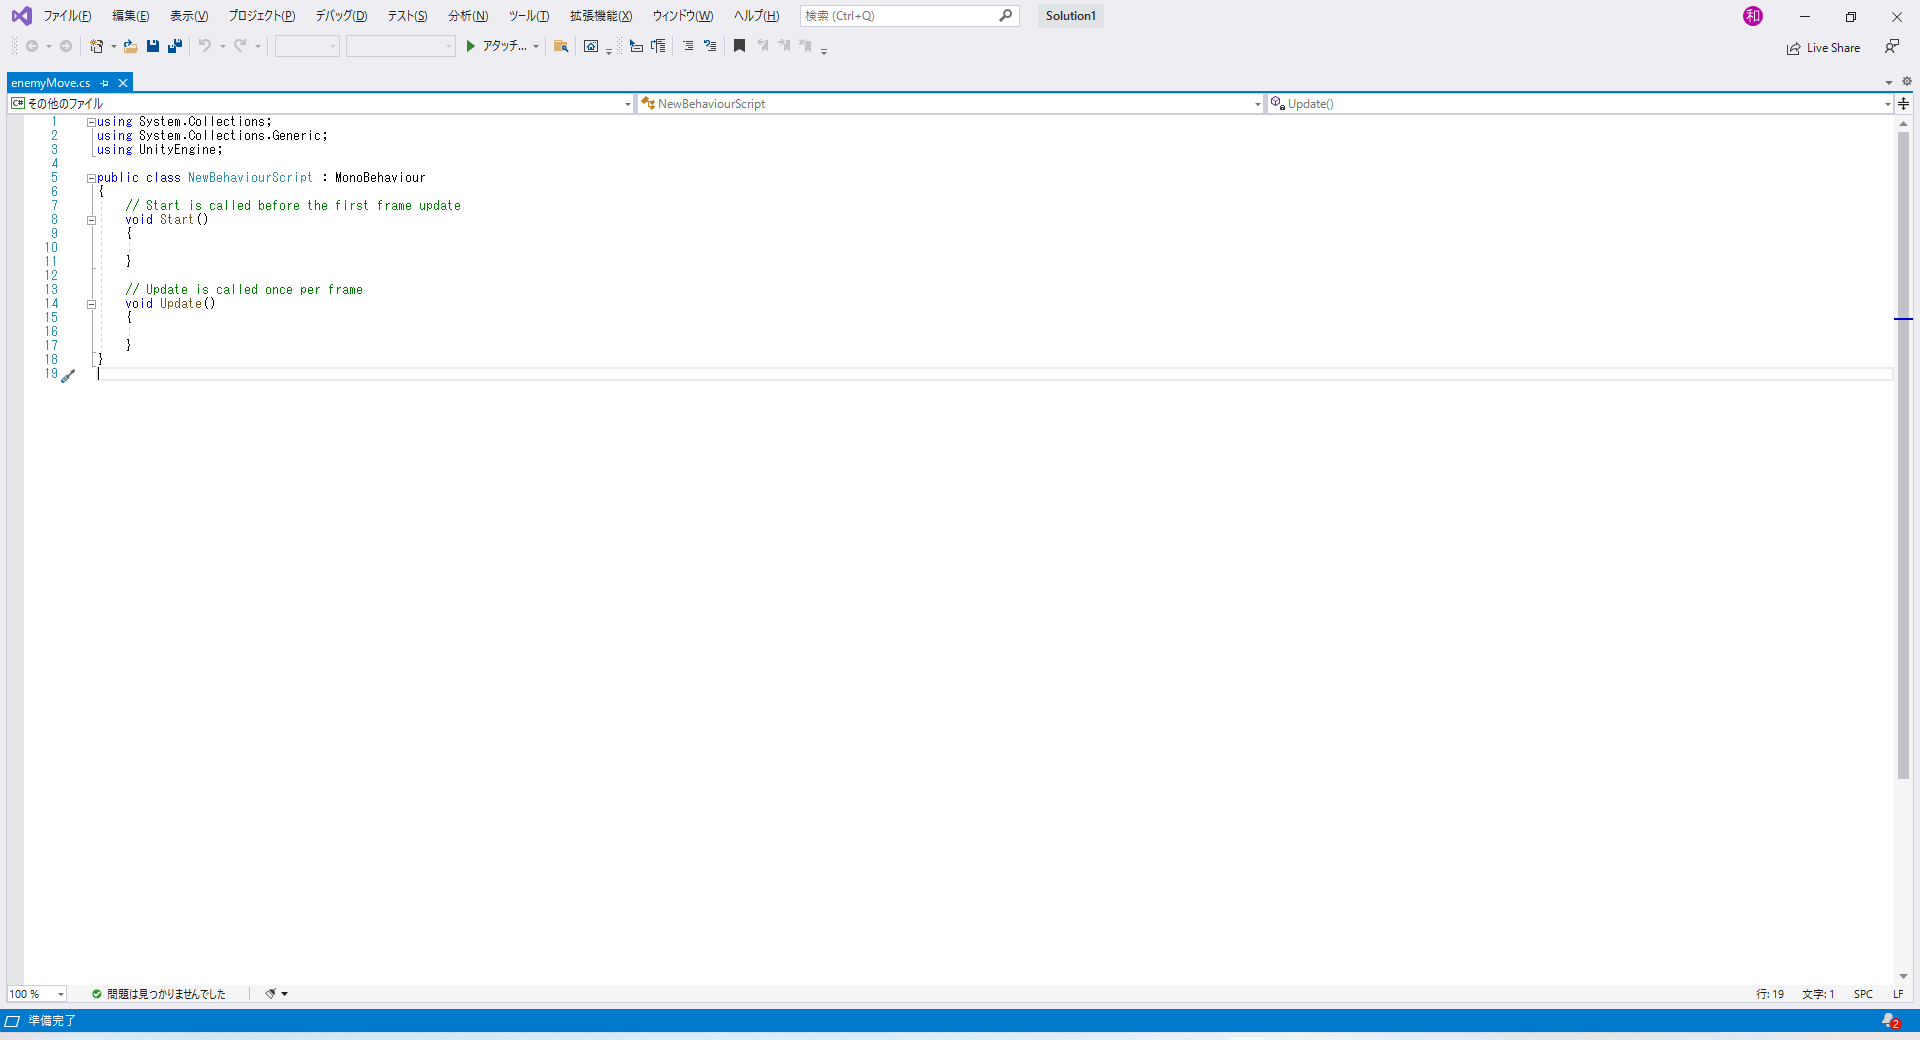 ファイル(F) 編集(E) 表示(V) プロジェクト(P) デバッグ(D) テスト(S) 分析(N) ツール(T) 拡張機能(X) ウィンドウ(W) ヘルプ(H) 検索 (Ctrl+Q) Solution1 和
アタッチ... Live Share
enemyMove.cs
C# その他のファイル NewBehaviourScript Update()
1 using System.Collections;
2 using System.Collections.Generic;
3 using UnityEngine;
4
5 public class NewBehaviourScript : MonoBehaviour
6 {
7 // Start is called before the first frame update
8 void Start()
9 {
10
11 }
12
13 // Update is called once per frame
14 void Update()
15 {
16
17 }
18 }
19
100 % 問題は見つかりませんでした 行: 19 文字: 1 SPC LF
準備完了 2